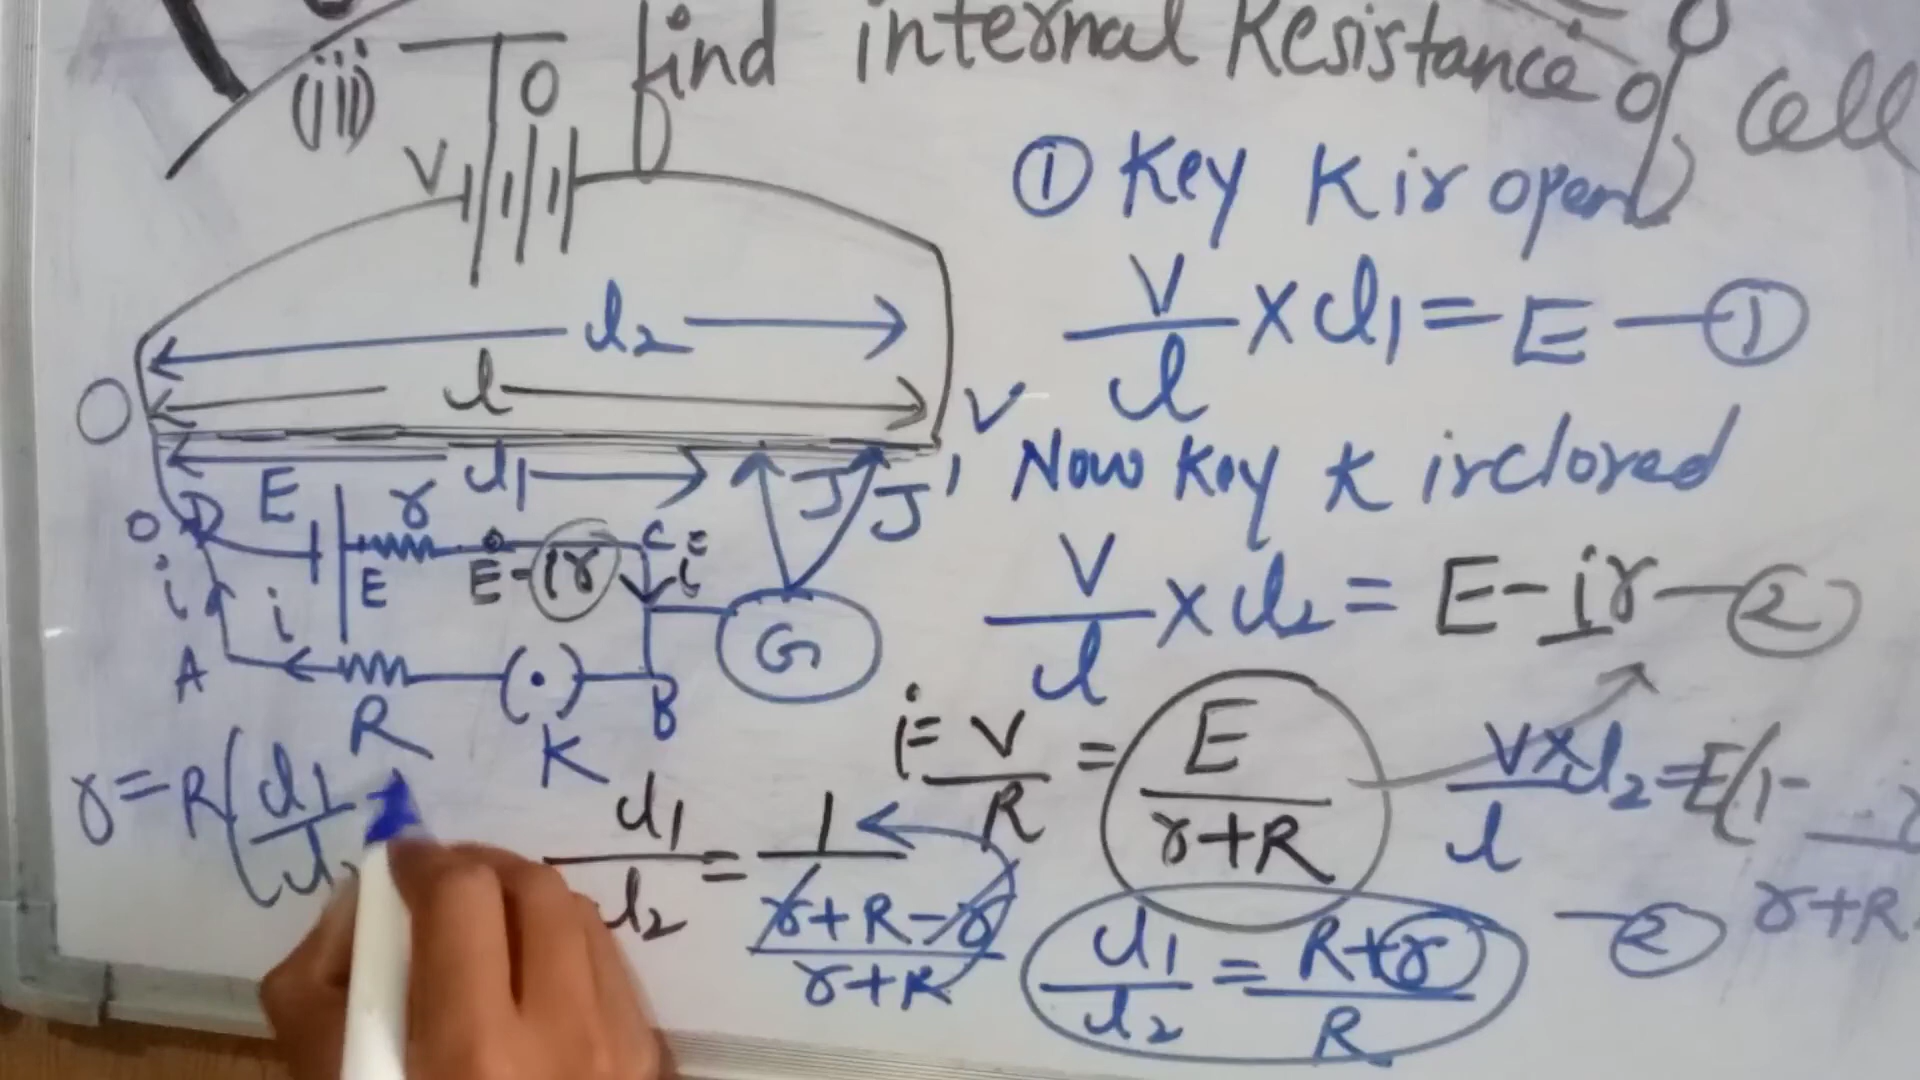 (iii) TO find internal Resistance of Cell
V
① Key K is open
l2
V/l × l1 = E — ①
O
l
V
l1
J J'
Now Key K is closed
E r
O D
E E-ir C E
i i i
V/l × l2 = E - ir — ②
G
A B
R K
i = V/R = E/(r+R)
V/l × l2 = E(1 - r
r+R
— ②
r = R(l1/l2 -
l1/l2 = 1/((r+R-r)/(r+R))
l1/l2 = (R+r)/R